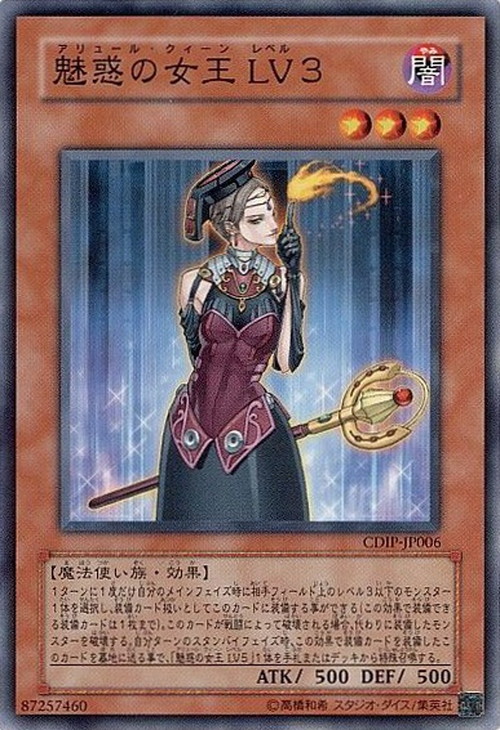 アリュール・クィーン レベル
魅惑の女王 LV3
やみ
闇
CDIP-JP006
【魔法使い族・効果】
1ターンに1度だけ自分のメインフェイズ時に相手フィールド上のレベル3以下のモンスター
1体を選択し、装備カード扱いとしてこのカードに装備する事ができる(この効果で装備でき
る装備カードは1枚まで)。このカードが戦闘によって破壊される場合、代わりに装備したモ
ンスターを破壊する。自分ターンのスタンバイフェイズ時、この効果で装備カードを装備したこ
のカードを墓地に送る事で、「魅惑の女王 LV5」1体を手札またはデッキから特殊召喚する。
ATK/ 500 DEF/ 500
87257460
©高橋和希 スタジオ・ダイス/集英社